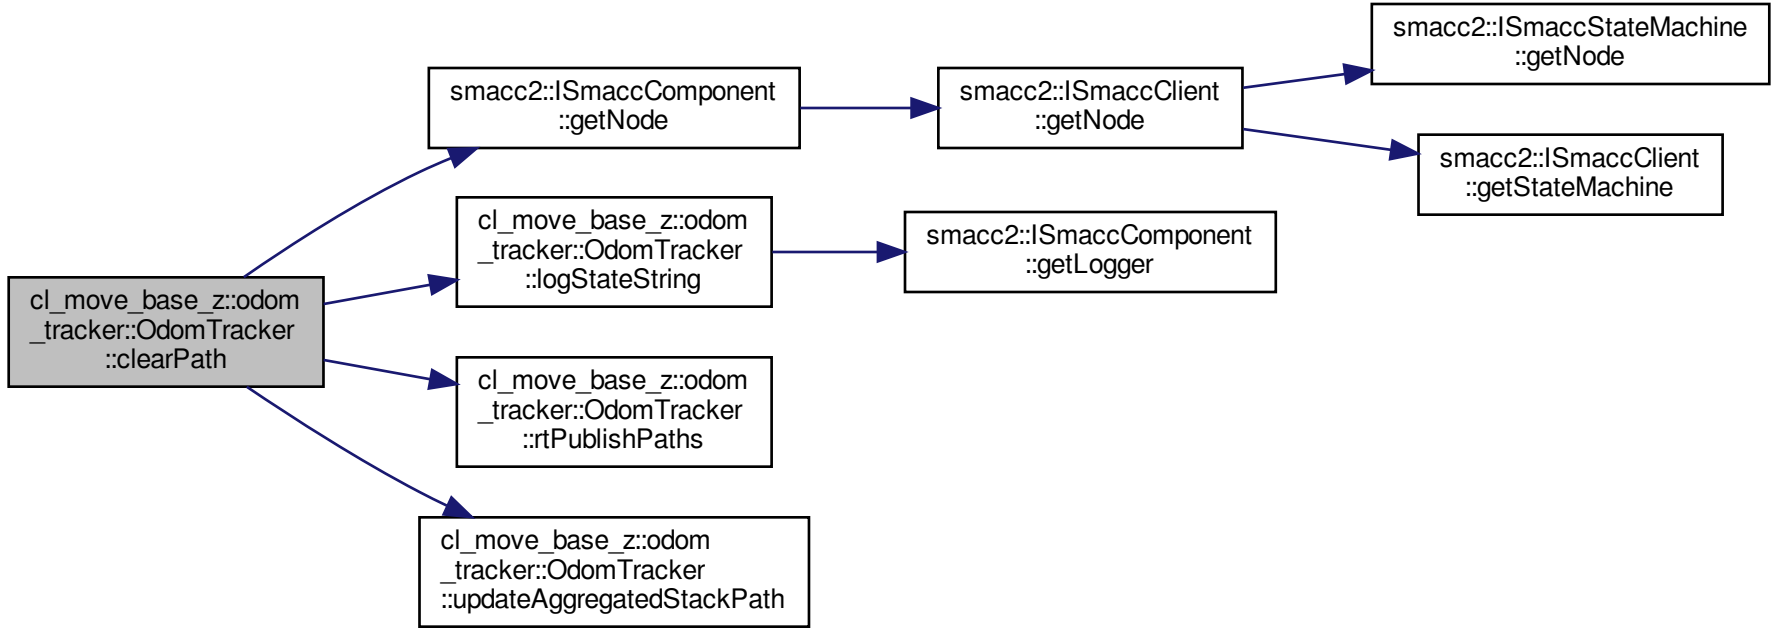 cl_move_base_z::odom
_tracker::OdomTracker
::clearPath
smacc2::ISmaccComponent
::getNode
smacc2::ISmaccClient
::getNode
smacc2::ISmaccStateMachine
::getNode
smacc2::ISmaccClient
::getStateMachine
cl_move_base_z::odom
_tracker::OdomTracker
::logStateString
smacc2::ISmaccComponent
::getLogger
cl_move_base_z::odom
_tracker::OdomTracker
::rtPublishPaths
cl_move_base_z::odom
_tracker::OdomTracker
::updateAggregatedStackPath